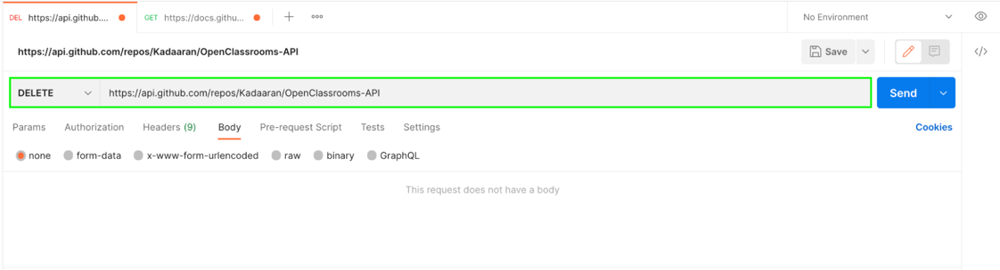 DEL https://api.github.... GET https://docs.githu... No Environment
https://api.github.com/repos/Kadaaran/OpenClassrooms-API Save
DELETE https://api.github.com/repos/Kadaaran/OpenClassrooms-API Send
Params Authorization Headers (9) Body Pre-request Script Tests Settings Cookies
none form-data x-www-form-urlencoded raw binary GraphQL
This request does not have a body